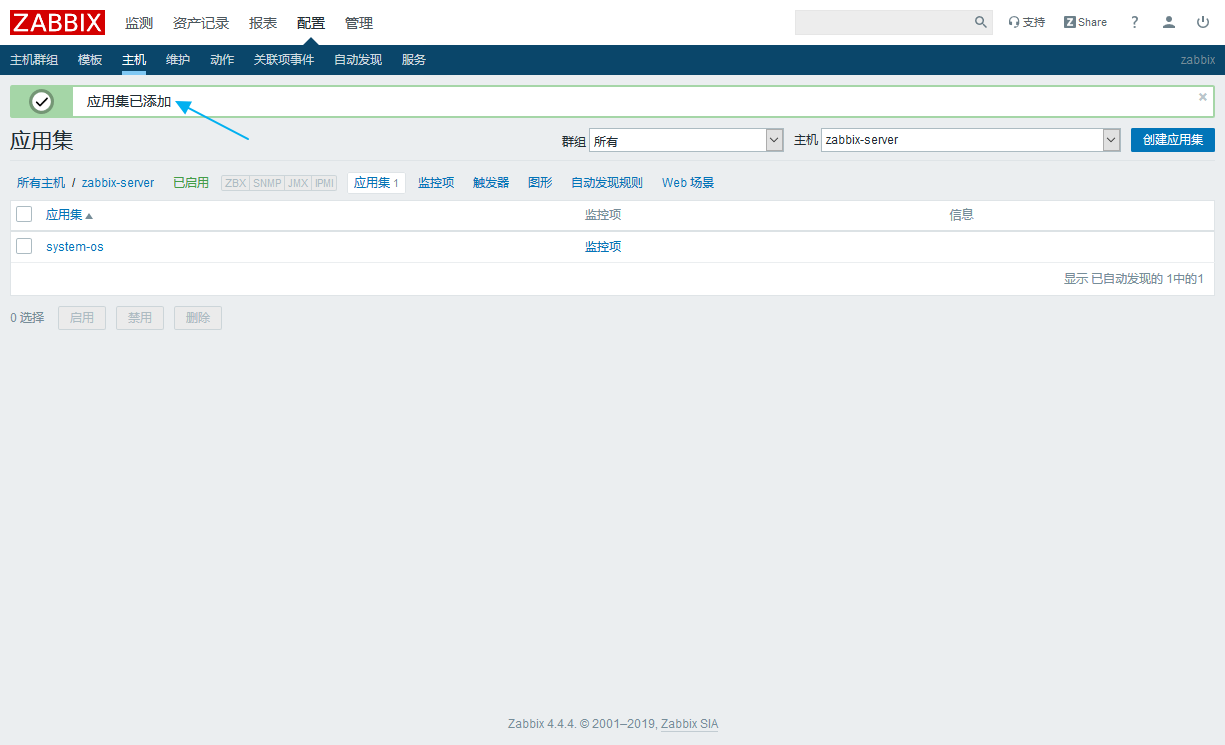 ZABBIX 监测 资产记录 报表 配置 管理 支持 Z Share ?
主机群组 模板 主机 维护 动作 关联项事件 自动发现 服务 zabbix
应用集已添加
应用集 群组 所有 主机 zabbix-server 创建应用集
所有主机 / zabbix-server 已启用 ZBX SNMP JMX IPMI 应用集 1 监控项 触发器 图形 自动发现规则 Web 场景
应用集 监控项 信息
system-os 监控项
显示 已自动发现的 1中的1
0 选择 启用 禁用 删除
Zabbix 4.4.4. © 2001–2019, Zabbix SIA